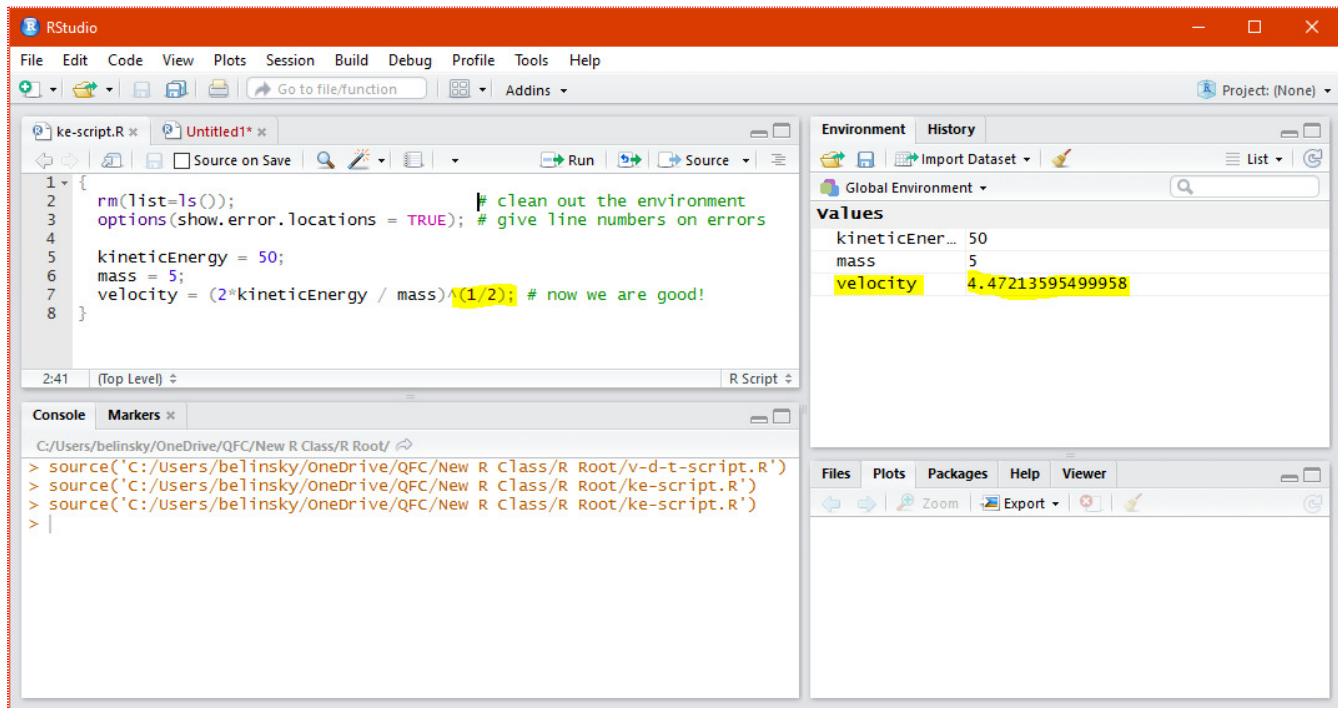 RStudio
File Edit Code View Plots Session Build Debug Profile Tools Help
Go to file/function Addins Project: (None)
ke-script.R Untitled1*
Source on Save Run Source
1 {
2 rm(list=ls()); # clean out the environment
3 options(show.error.locations = TRUE); # give line numbers on errors
4
5 kineticEnergy = 50;
6 mass = 5;
7 velocity = (2*kineticEnergy / mass)^(1/2); # now we are good!
8 }
2:41 (Top Level) R Script
Console Markers
C:/Users/belinsky/OneDrive/QFC/New R Class/R Root/
> source('C:/Users/belinsky/OneDrive/QFC/New R Class/R Root/v-d-t-script.R')
> source('C:/Users/belinsky/OneDrive/QFC/New R Class/R Root/ke-script.R')
> source('C:/Users/belinsky/OneDrive/QFC/New R Class/R Root/ke-script.R')
>
Environment History
Import Dataset List
Global Environment
Values
kineticEner… 50
mass 5
velocity 4.47213595499958
Files Plots Packages Help Viewer
Zoom Export